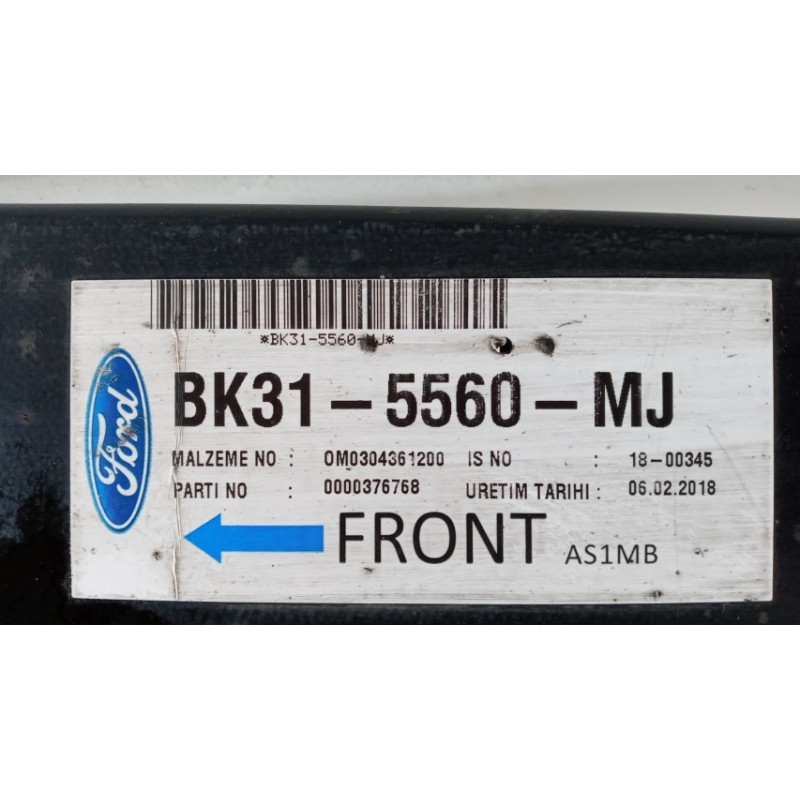 *BK31-5560-MJ*
Ford
BK31-5560-MJ
MALZEME NO : OM0304361200 IS NO : 18-00345
PARTI NO : 0000376768 URETIM TARIHI : 06.02.2018
FRONT AS1MB